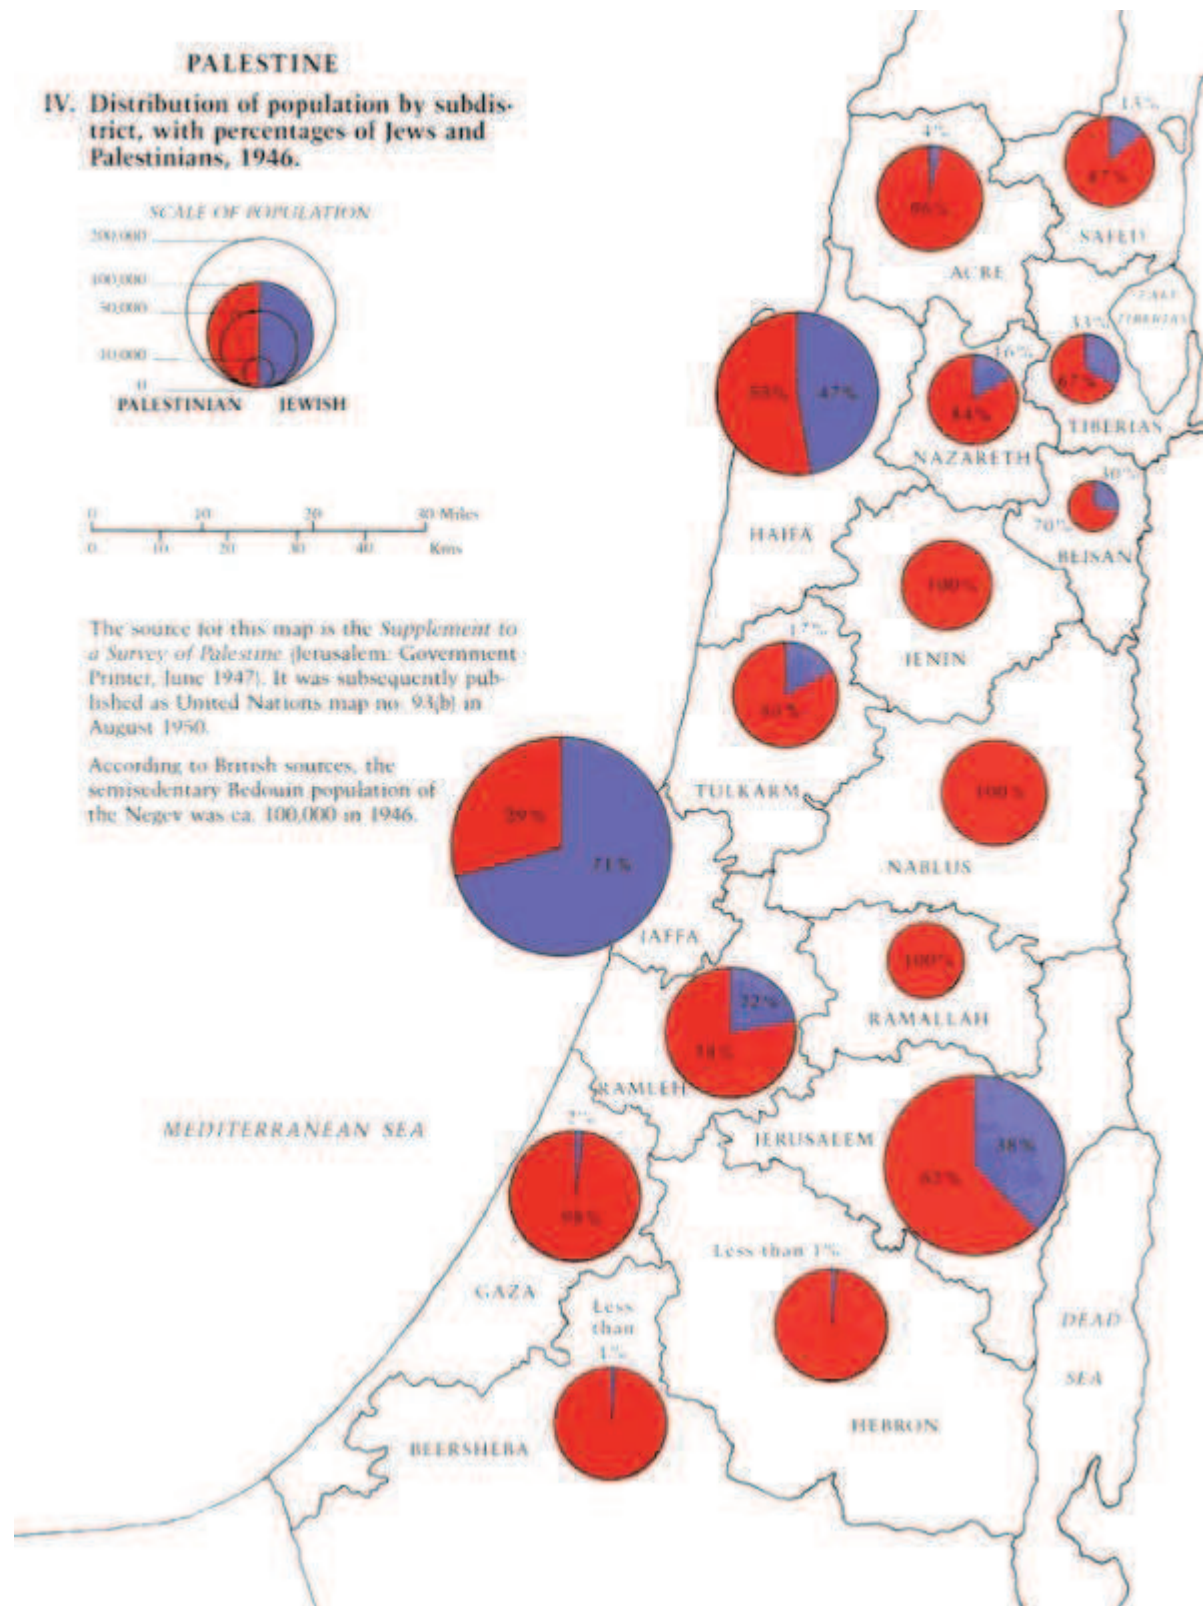 PALESTINE
IV. Distribution of population by subdis-
trict, with percentages of Jews and
Palestinians, 1946.
SCALE OF POPULATION
200,000
100,000
50,000
10,000
0
PALESTINIAN JEWISH
0 10 20 30 Miles
0 10 20 30 40 Kms
The source for this map is the Supplement to
a Survey of Palestine (Jerusalem: Government
Printer, June 1947). It was subsequently pub-
lished as United Nations map no. 93(b) in
August 1950.
According to British sources, the
semisedentary Bedouin population of
the Negev was ca. 100,000 in 1946.
4%
96%
ACRE
13%
87%
SAFED
LAKE
TIBERIAS
33%
67%
TIBERIAS
16%
84%
NAZARETH
47%
HAIFA
30%
70%
BEISAN
100%
JENIN
17%
TULKARM
100%
NABLUS
29%
71%
JAFFA
100%
RAMALLAH
22%
78%
RAMLEH
38%
62%
JERUSALEM
MEDITERRANEAN SEA
2%
98%
GAZA
Less than 1%
HEBRON
Less
than
1%
BEERSHEBA
DEAD
SEA